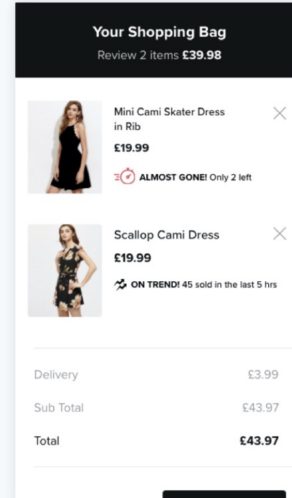 Your Shopping Bag
Review 2 items £39.98
Mini Cami Skater Dress
in Rib
£19.99
ALMOST GONE! Only 2 left
Scallop Cami Dress
£19.99
ON TREND! 45 sold in the last 5 hrs
Delivery £3.99
Sub Total £43.97
Total £43.97